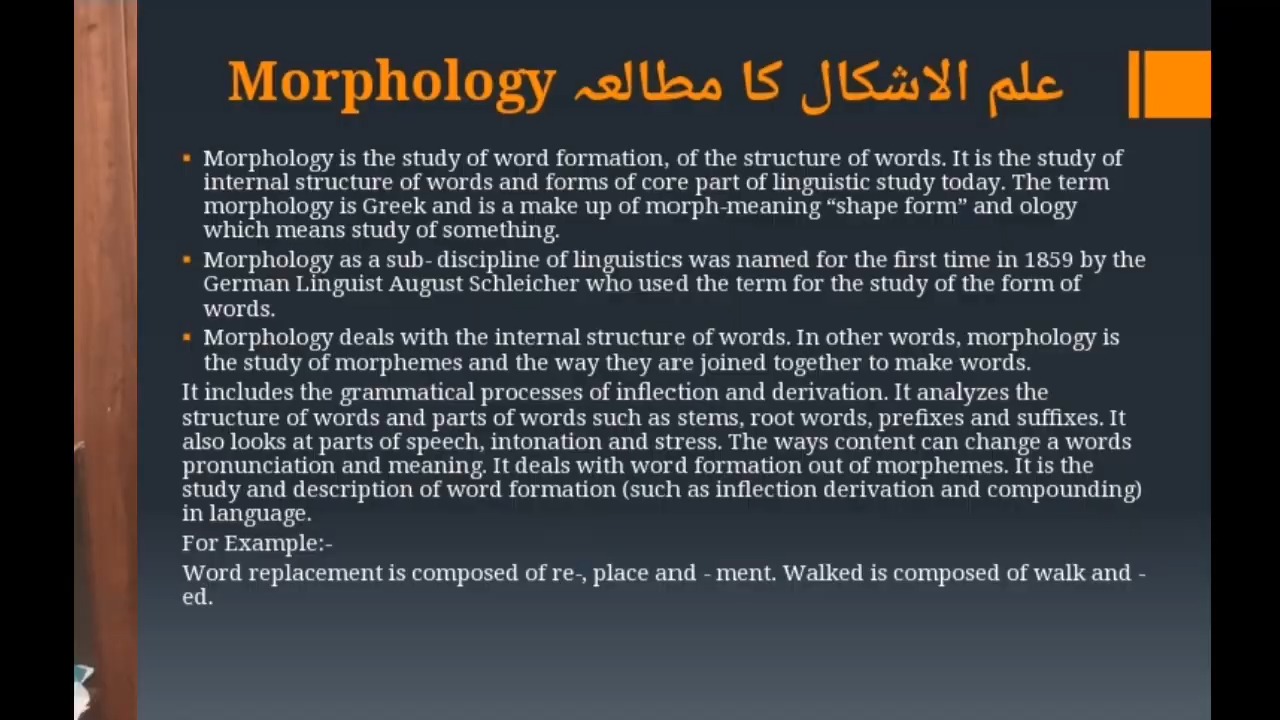 Morphology علم الاشکال کا مطالعہ
Morphology is the study of word formation, of the structure of words. It is the study of
internal structure of words and forms of core part of linguistic study today. The term
morphology is Greek and is a make up of morph-meaning “shape form” and ology
which means study of something.
Morphology as a sub- discipline of linguistics was named for the first time in 1859 by the
German Linguist August Schleicher who used the term for the study of the form of
words.
Morphology deals with the internal structure of words. In other words, morphology is
the study of morphemes and the way they are joined together to make words.
It includes the grammatical processes of inflection and derivation. It analyzes the
structure of words and parts of words such as stems, root words, prefixes and suffixes. It
also looks at parts of speech, intonation and stress. The ways content can change a words
pronunciation and meaning. It deals with word formation out of morphemes. It is the
study and description of word formation (such as inflection derivation and compounding)
in language.
For Example:-
Word replacement is composed of re-, place and - ment. Walked is composed of walk and -
ed.